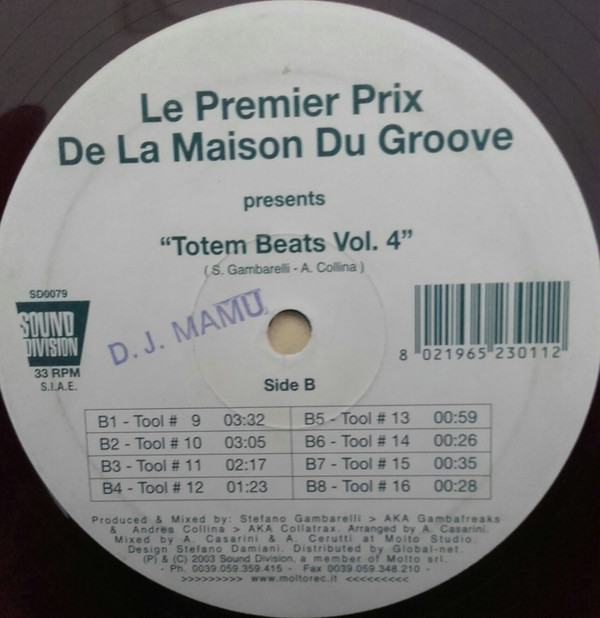 Le Premier Prix
De La Maison Du Groove
presents
“Totem Beats Vol. 4”
( S. Gambarelli - A. Collina )
SD0079
SOUND
DIVISION
33 RPM
S.I.A.E.
D.J. MAMU
8 021965 230112
Side B
B1 - Tool # 9 03:32
B2 - Tool # 10 03:05
B3 - Tool # 11 02:17
B4 - Tool # 12 01:23
B5 - Tool # 13 00:59
B6 - Tool # 14 00:26
B7 - Tool # 15 00:35
B8 - Tool # 16 00:28
Produced & Mixed by: Stefano Gambarelli > AKA Gambafreaks
& Andrea Collina > AKA Collatrax. Arranged by A. Casarini.
Mixed by A. Casarini & A. Cerutti at Molto Studio.
Design Stefano Damiani. Distributed by Global-net.
(P) & (C) 2003 Sound Division, a member of Molto srl.
- Ph. 0039.059.359.415 - Fax 0039.059.348.210 -
>>>>>>>>> www.moltorec.it <<<<<<<<<